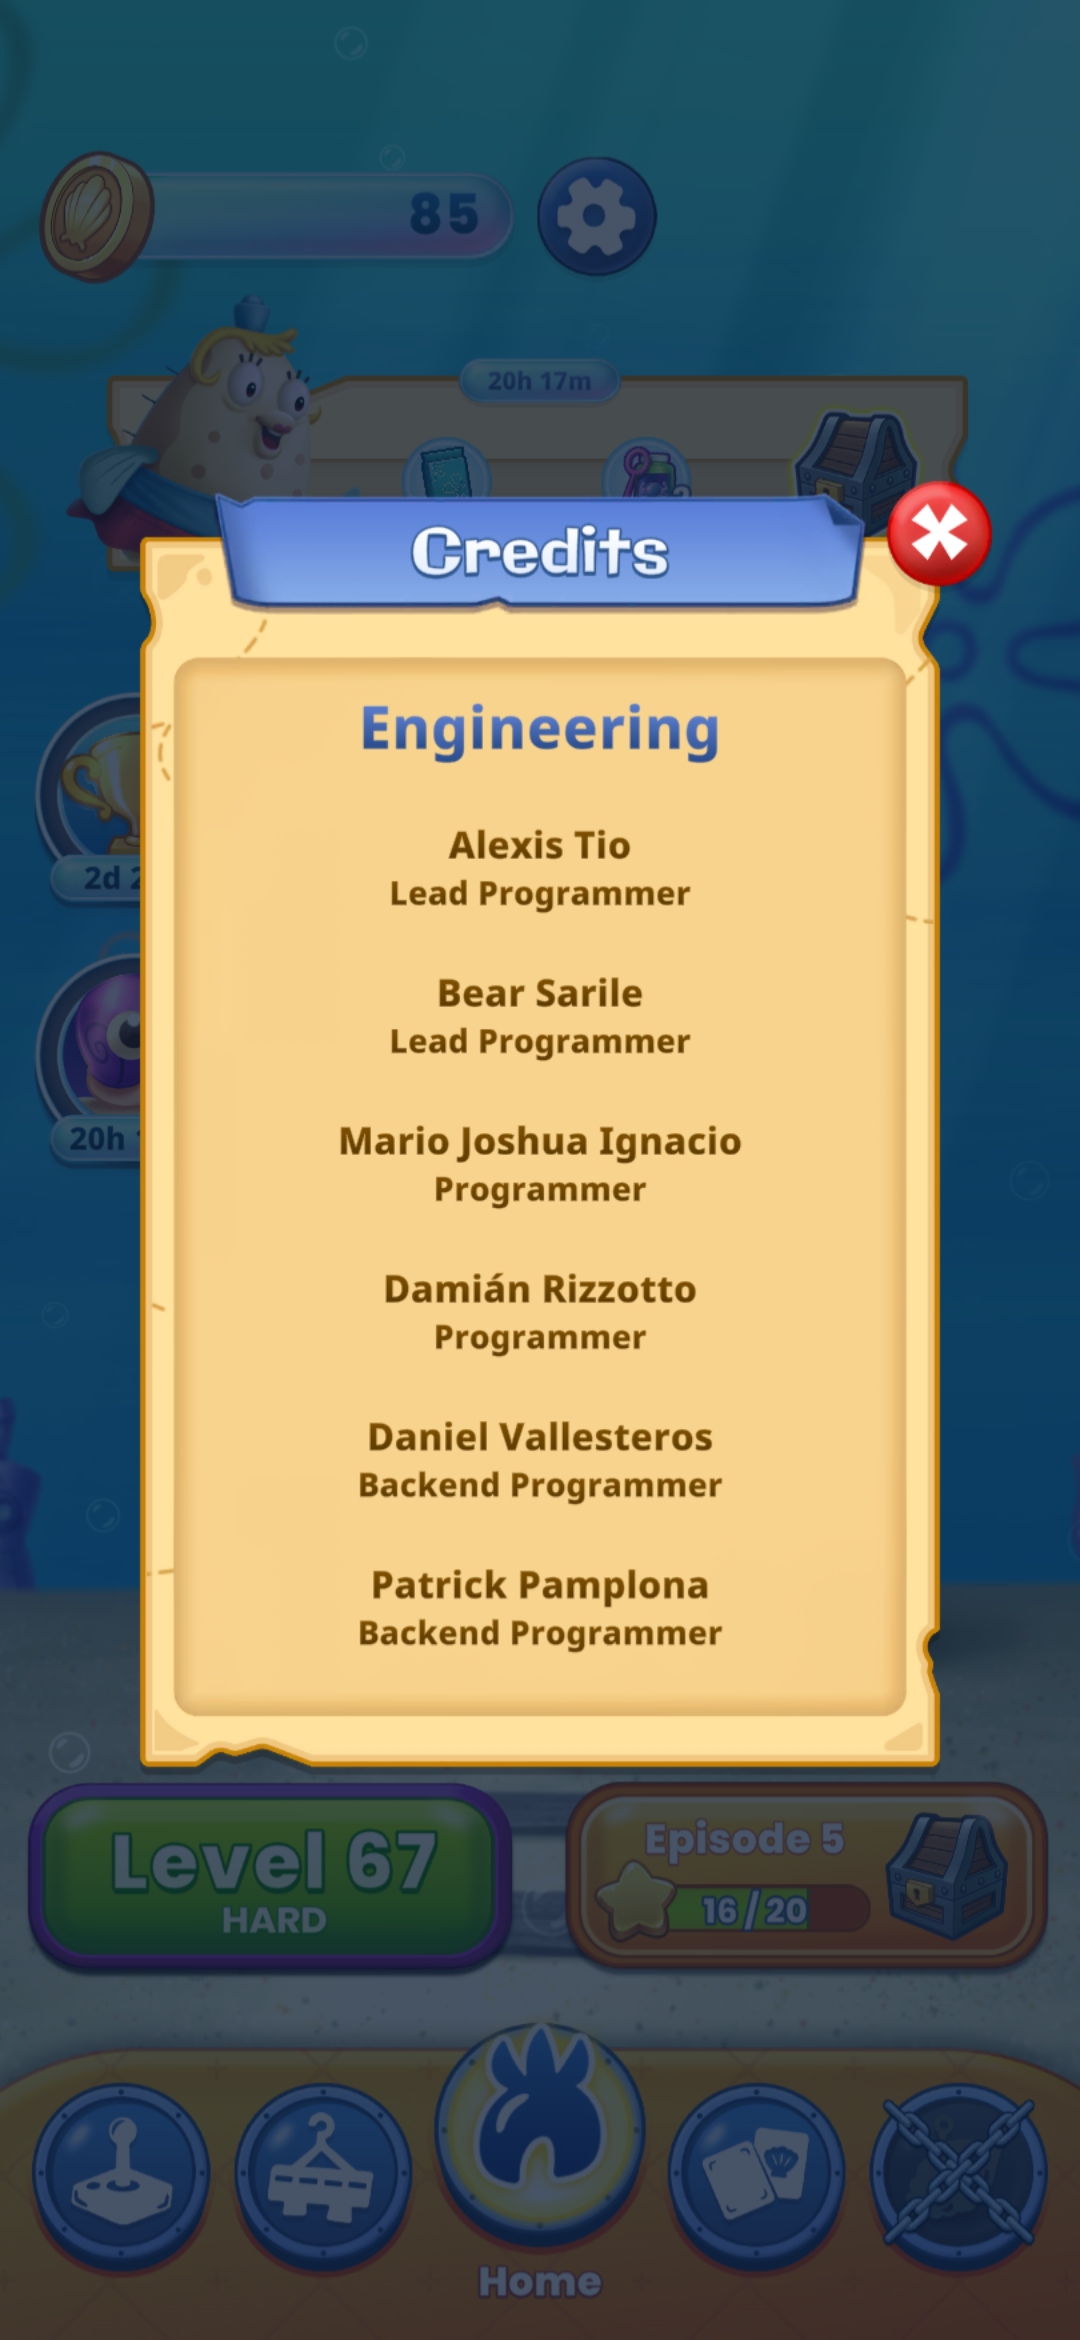 85
20h 17m
Credits
Engineering
Alexis Tio
Lead Programmer
Bear Sarile
Lead Programmer
Mario Joshua Ignacio
Programmer
Damián Rizzotto
Programmer
Daniel Vallesteros
Backend Programmer
Patrick Pamplona
Backend Programmer
2d
20h
Level 67
HARD
Episode 5
16/20
Home